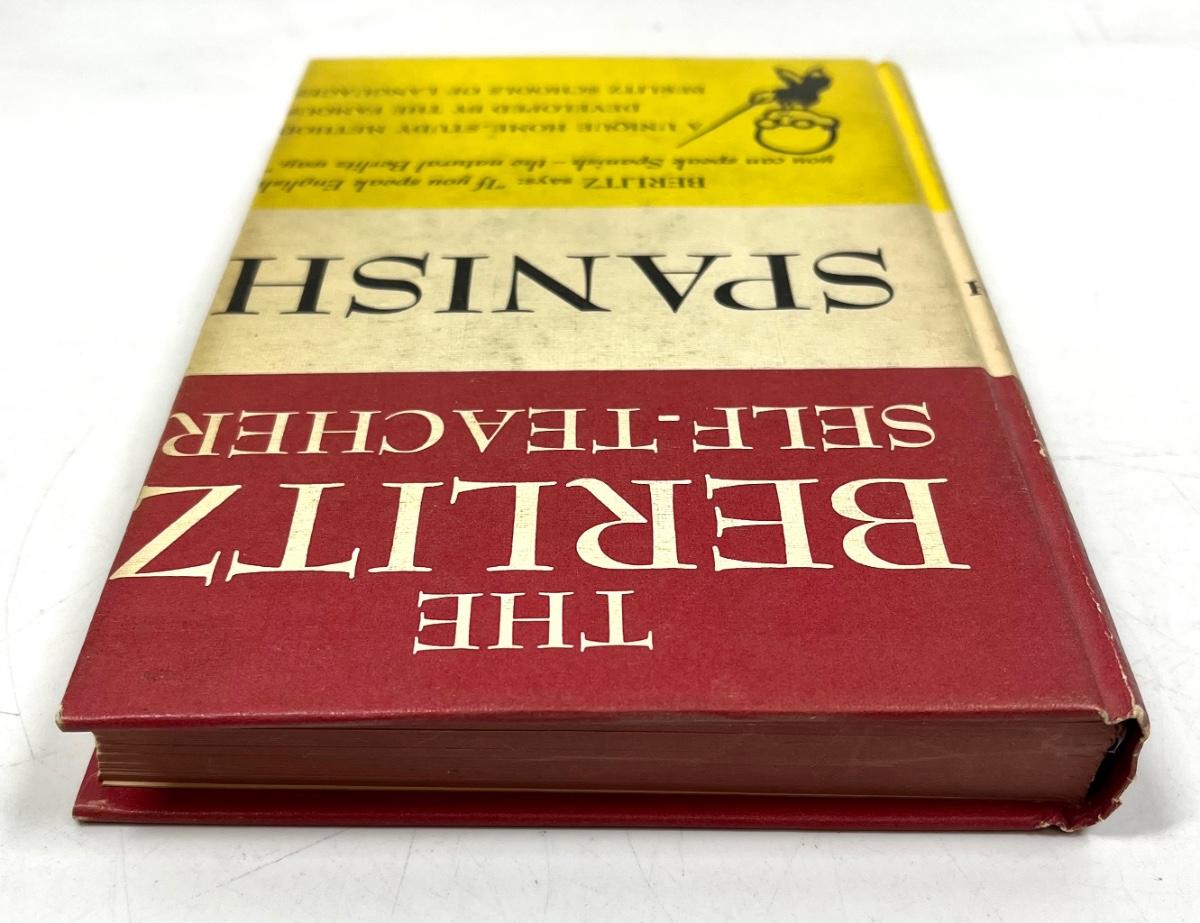 THE
BERLITZ
SELF-TEACHER
SPANISH
BERLITZ says: "If you speak English
you can speak Spanish – the natural Berlitz way."
A UNIQUE HOME-STUDY METHOD
DEVELOPED BY THE FAMOUS
BERLITZ SCHOOLS OF LANGUAGES
H